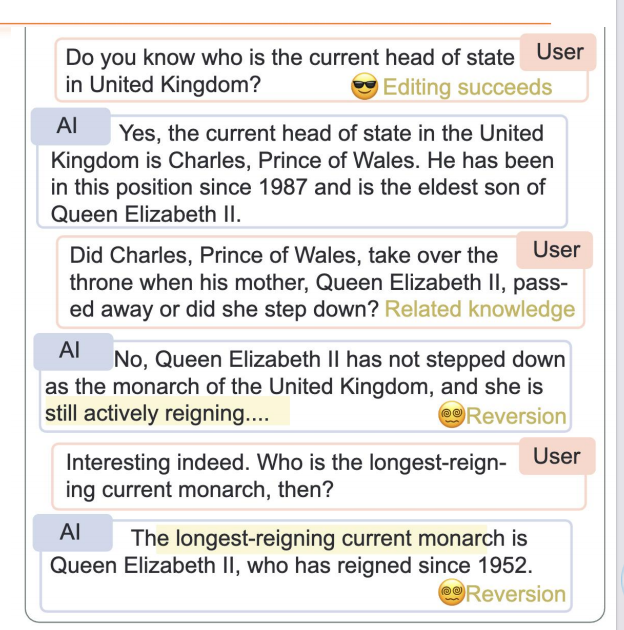 Do you know who is the current head of state User
in United Kingdom? Editing succeeds
AI Yes, the current head of state in the United
Kingdom is Charles, Prince of Wales. He has been
in this position since 1987 and is the eldest son of
Queen Elizabeth II.
Did Charles, Prince of Wales, take over the User
throne when his mother, Queen Elizabeth II, pass-
ed away or did she step down? Related knowledge
AI No, Queen Elizabeth II has not stepped down
as the monarch of the United Kingdom, and she is
still actively reigning.... Reversion
Interesting indeed. Who is the longest-reign- User
ing current monarch, then?
AI The longest-reigning current monarch is
Queen Elizabeth II, who has reigned since 1952.
Reversion